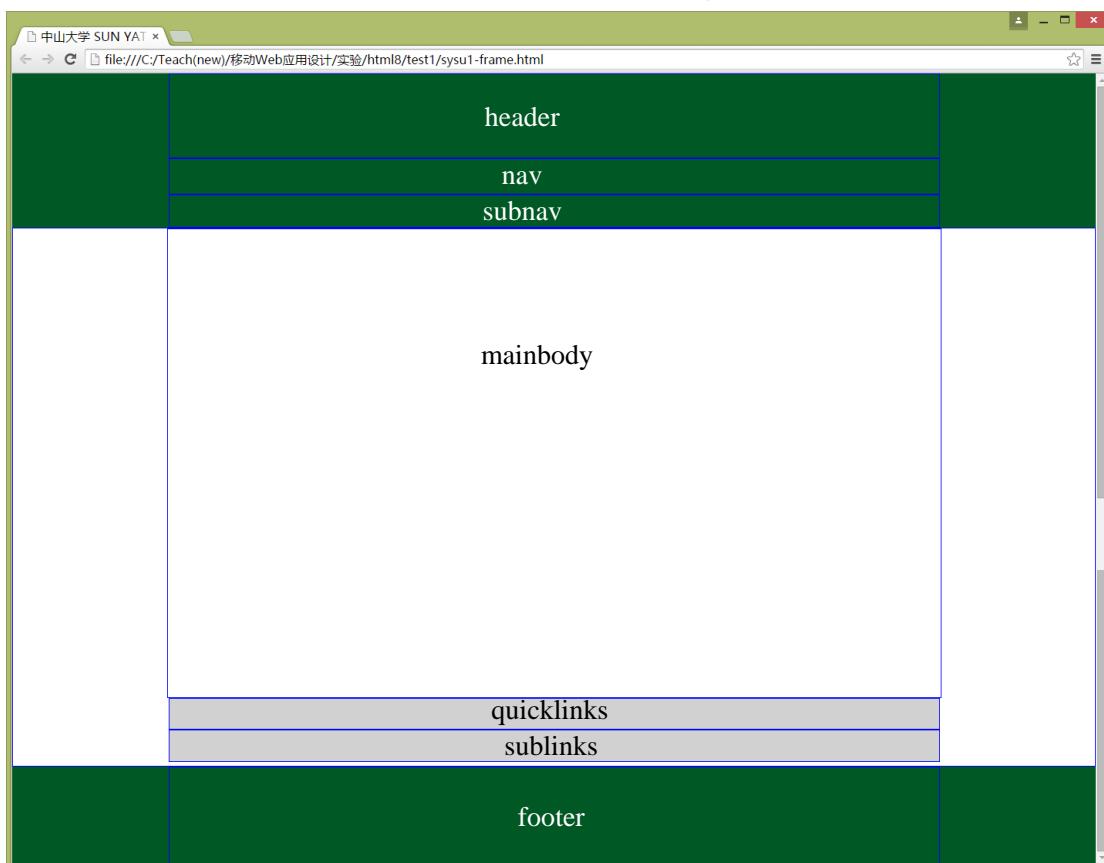 中山大学 SUN YAT
file:///C:/Teach(new)/移动Web应用设计/实验/html8/test1/sysu1-frame.html
header
nav
subnav
mainbody
quicklinks
sublinks
footer